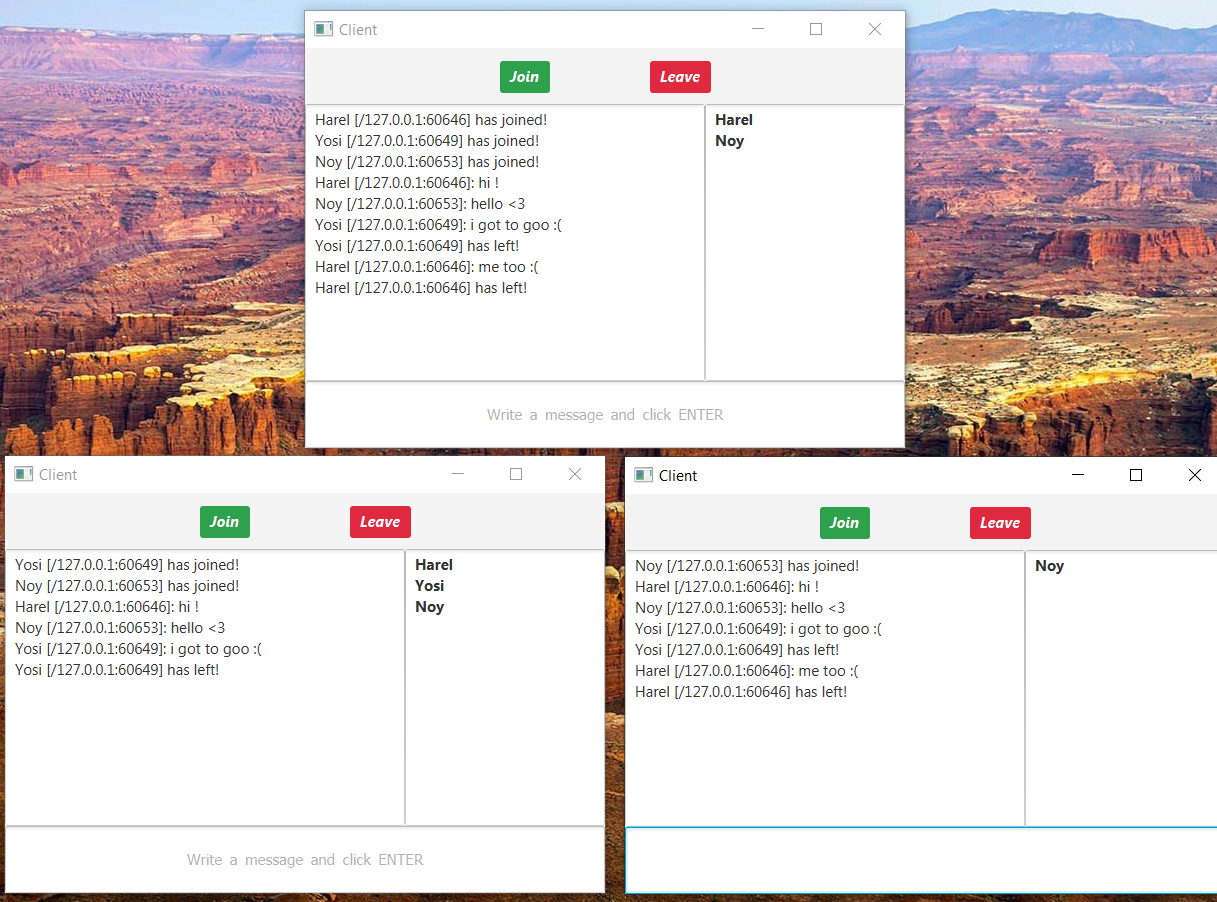 Client
Join Leave
Harel [/127.0.0.1:60646] has joined!
Yosi [/127.0.0.1:60649] has joined!
Noy [/127.0.0.1:60653] has joined!
Harel [/127.0.0.1:60646]: hi !
Noy [/127.0.0.1:60653]: hello <3
Yosi [/127.0.0.1:60649]: i got to goo :(
Yosi [/127.0.0.1:60649] has left!
Harel [/127.0.0.1:60646]: me too :(
Harel [/127.0.0.1:60646] has left!
Harel
Noy
Write a message and click ENTER
Client
Join Leave
Yosi [/127.0.0.1:60649] has joined!
Noy [/127.0.0.1:60653] has joined!
Harel [/127.0.0.1:60646]: hi !
Noy [/127.0.0.1:60653]: hello <3
Yosi [/127.0.0.1:60649]: i got to goo :(
Yosi [/127.0.0.1:60649] has left!
Harel
Yosi
Noy
Write a message and click ENTER
Client
Join Leave
Noy [/127.0.0.1:60653] has joined!
Harel [/127.0.0.1:60646]: hi !
Noy [/127.0.0.1:60653]: hello <3
Yosi [/127.0.0.1:60649]: i got to goo :(
Yosi [/127.0.0.1:60649] has left!
Harel [/127.0.0.1:60646]: me too :(
Harel [/127.0.0.1:60646] has left!
Noy